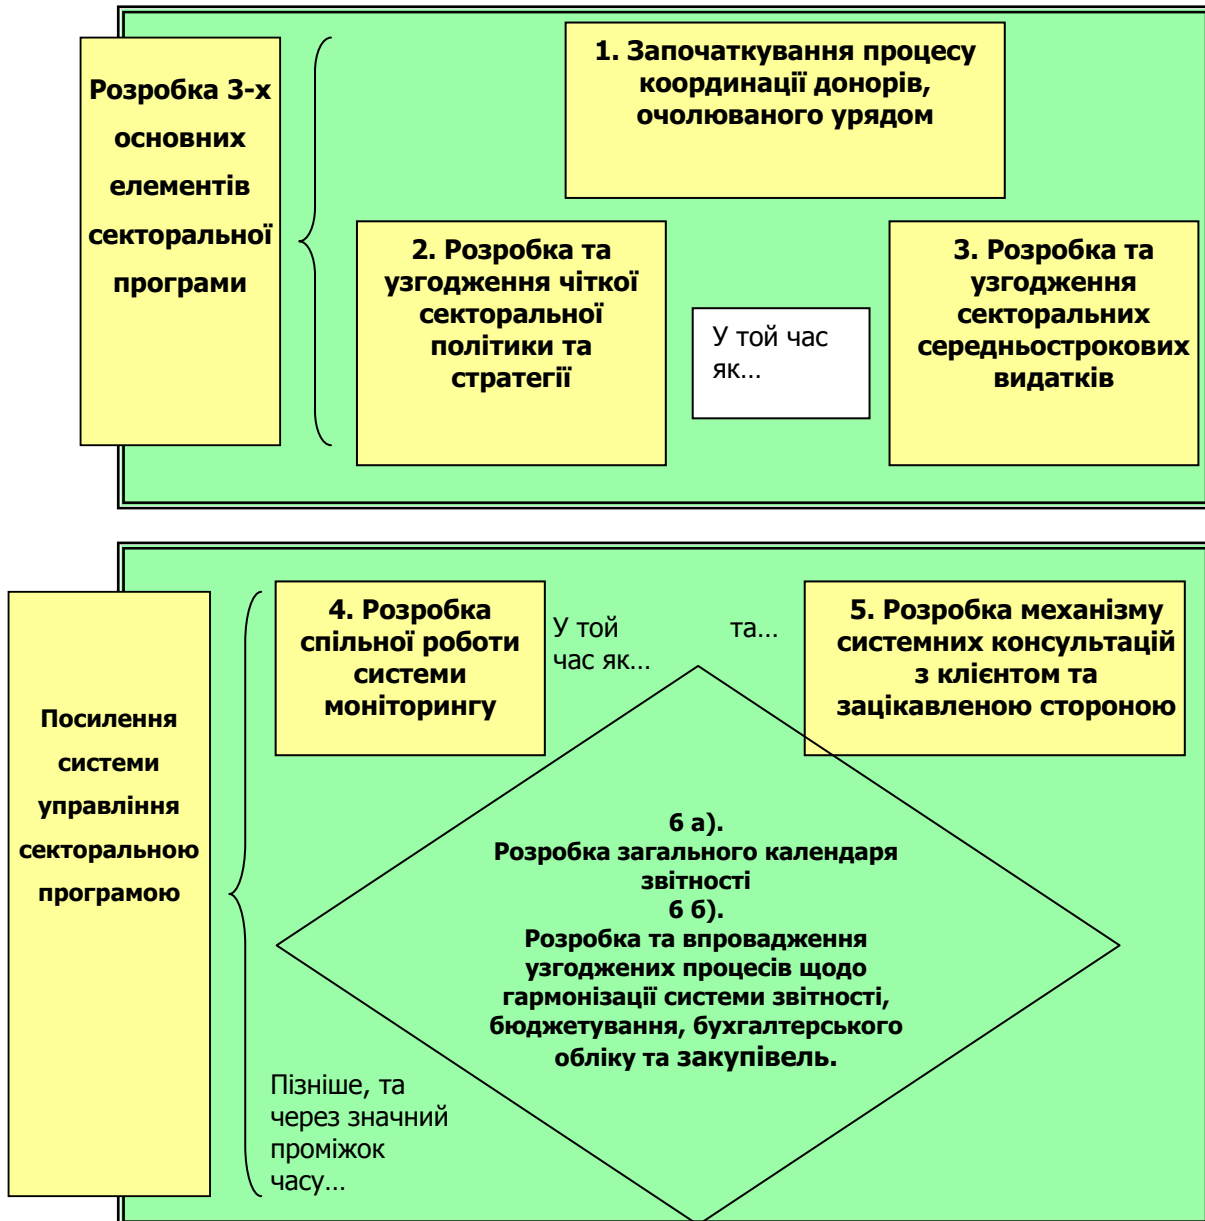 Розробка 3-х
основних
елементів
секторальної
програми
1. Започаткування процесу
координації донорів,
очолюваного урядом
2. Розробка та
узгодження чіткої
секторальної
політики та
стратегії
У той час
як...
3. Розробка та
узгодження
секторальних
середньострокових
видатків
Посилення
системи
управління
секторальною
програмою
4. Розробка
спільної роботи
системи
моніторингу
У той
час як...
та...
5. Розробка механізму
системних консультацій
з клієнтом та
зацікавленою стороною
6 а).
Розробка загального календаря
звітності
6 б).
Розробка та впровадження
узгоджених процесів щодо
гармонізації системи звітності,
бюджетування, бухгалтерського
обліку та закупівель.
Пізніше, та
через значний
проміжок
часу...